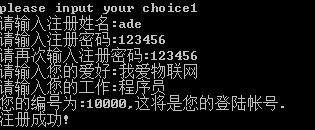 please input your choice1
请输入注册姓名:ade
请输入注册密码:123456
请再次输入注册密码:123456
请输入您的爱好:我爱物联网
请输入您的工作:程序员
您的编号为:10000,这将是您的登陆帐号.
注册成功!